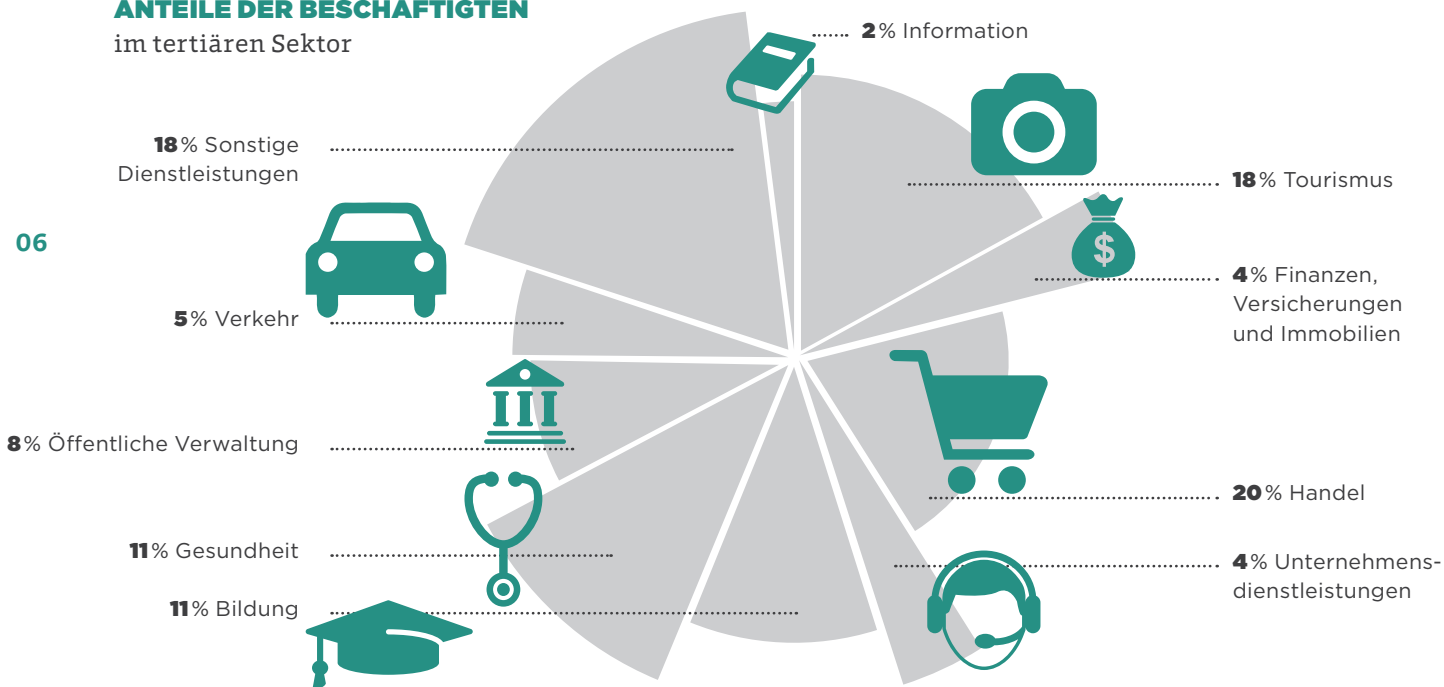 ANTEILE DER BESCHÄFTIGTEN
im tertiären Sektor
2% Information
18% Sonstige
Dienstleistungen
18% Tourismus
06
4% Finanzen,
Versicherungen
und Immobilien
$
5% Verkehr
8% Öffentliche Verwaltung
20% Handel
11% Gesundheit
4% Unternehmens-
dienstleistungen
11% Bildung